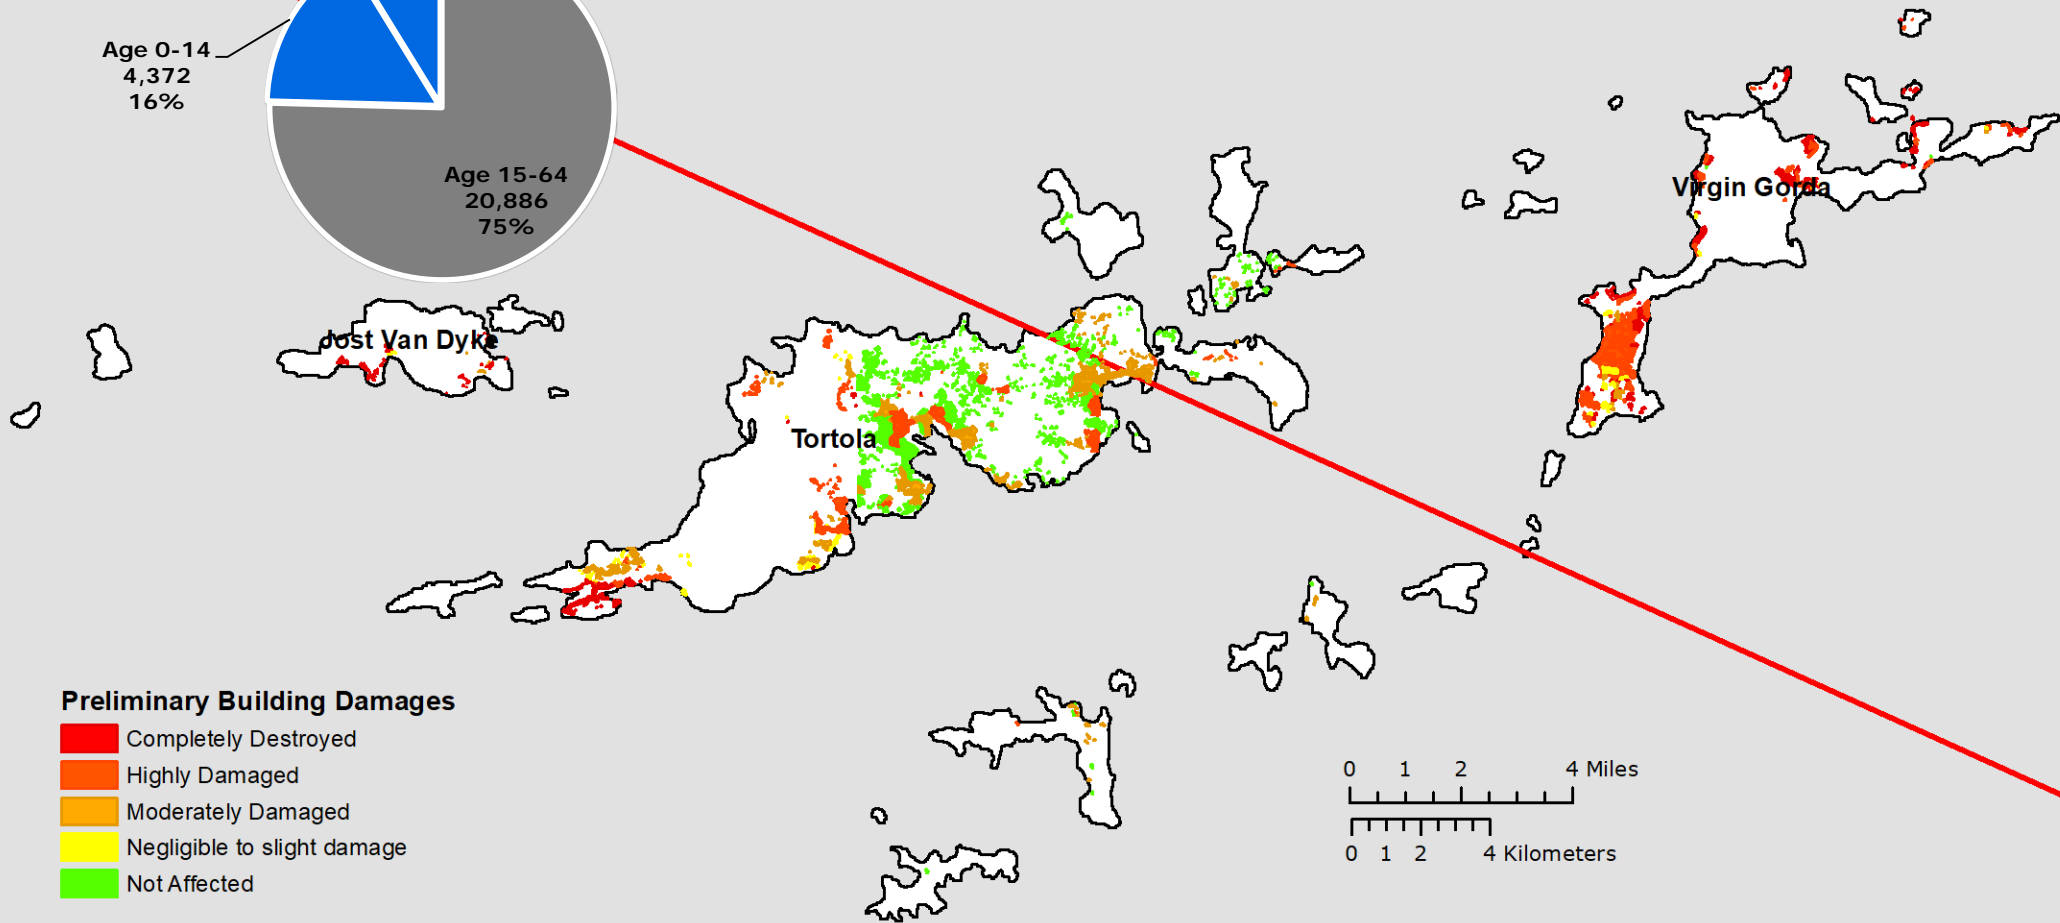 Age 0-14
4,372
16%
Age 15-64
20,886
75%
Virgin Gorda
Jost Van Dyke
Tortola
Preliminary Building Damages
Completely Destroyed
Highly Damaged
Moderately Damaged
Negligible to slight damage
Not Affected
0 1 2 4 Miles
0 1 2 4 Kilometers